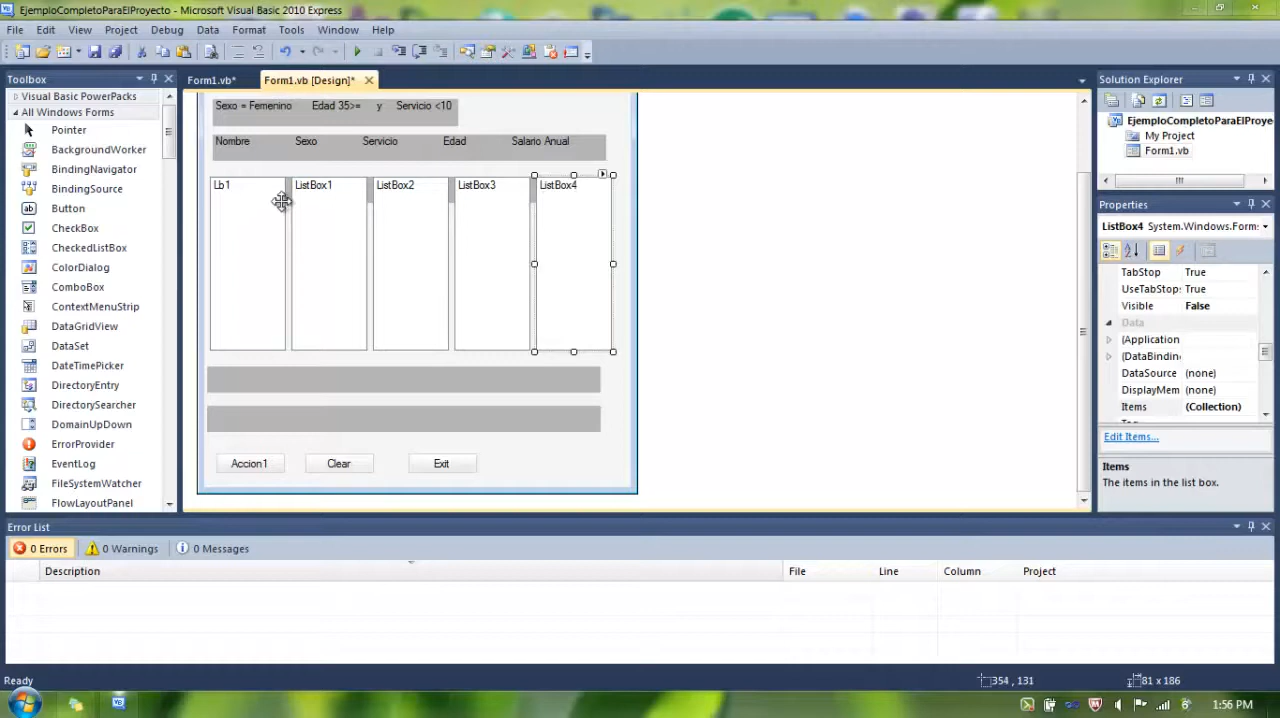 EjemploCompletoParaElProyecto - Microsoft Visual Basic 2010 Express
File Edit View Project Debug Data Format Tools Window Help
Toolbox
Visual Basic PowerPacks
All Windows Forms
Pointer
BackgroundWorker
BindingNavigator
BindingSource
Button
CheckBox
CheckedListBox
ColorDialog
ComboBox
ContextMenuStrip
DataGridView
DataSet
DateTimePicker
DirectoryEntry
DirectorySearcher
DomainUpDown
ErrorProvider
EventLog
FileSystemWatcher
FlowLayoutPanel
Form1.vb* Form1.vb [Design]*
Sexo = Femenino Edad 35>= y Servicio <10
Nombre Sexo Servicio Edad Salario Anual
Lb1 ListBox1 ListBox2 ListBox3 ListBox4
Accion1 Clear Exit
Solution Explorer
EjemploCompletoParaElProye
My Project
Form1.vb
Properties
ListBox4 System.Windows.Form:
TabStop True
UseTabStop: True
Visible False
Data
(Application
(DataBindin
DataSource (none)
DisplayMem (none)
Items (Collection)
Edit Items...
Items
The items in the list box.
Error List
0 Errors 0 Warnings 0 Messages
Description File Line Column Project
Ready 354 , 131 81 x 186
1:56 PM